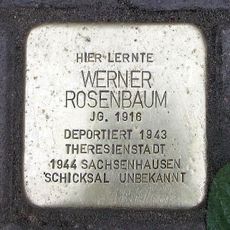 HIER LERNTE
WERNER
ROSENBAUM
JG. 1916
DEPORTIERT 1943
THERESIENSTADT
1944 SACHSENHAUSEN
SCHICKSAL UNBEKANNT